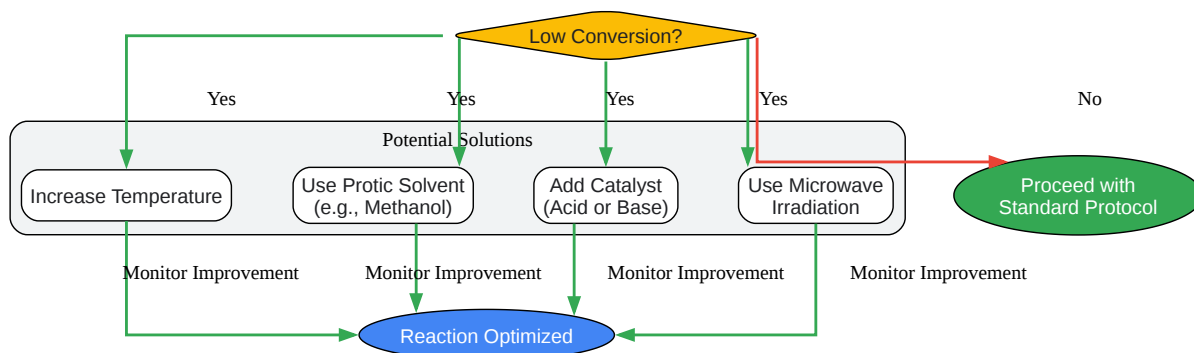 Low Conversion?
Yes
Yes
Yes
Yes
No
Potential Solutions
Increase Temperature
Use Protic Solvent
(e.g., Methanol)
Add Catalyst
(Acid or Base)
Use Microwave
Irradiation
Proceed with
Standard Protocol
Monitor Improvement
Monitor Improvement
Monitor Improvement
Monitor Improvement
Reaction Optimized